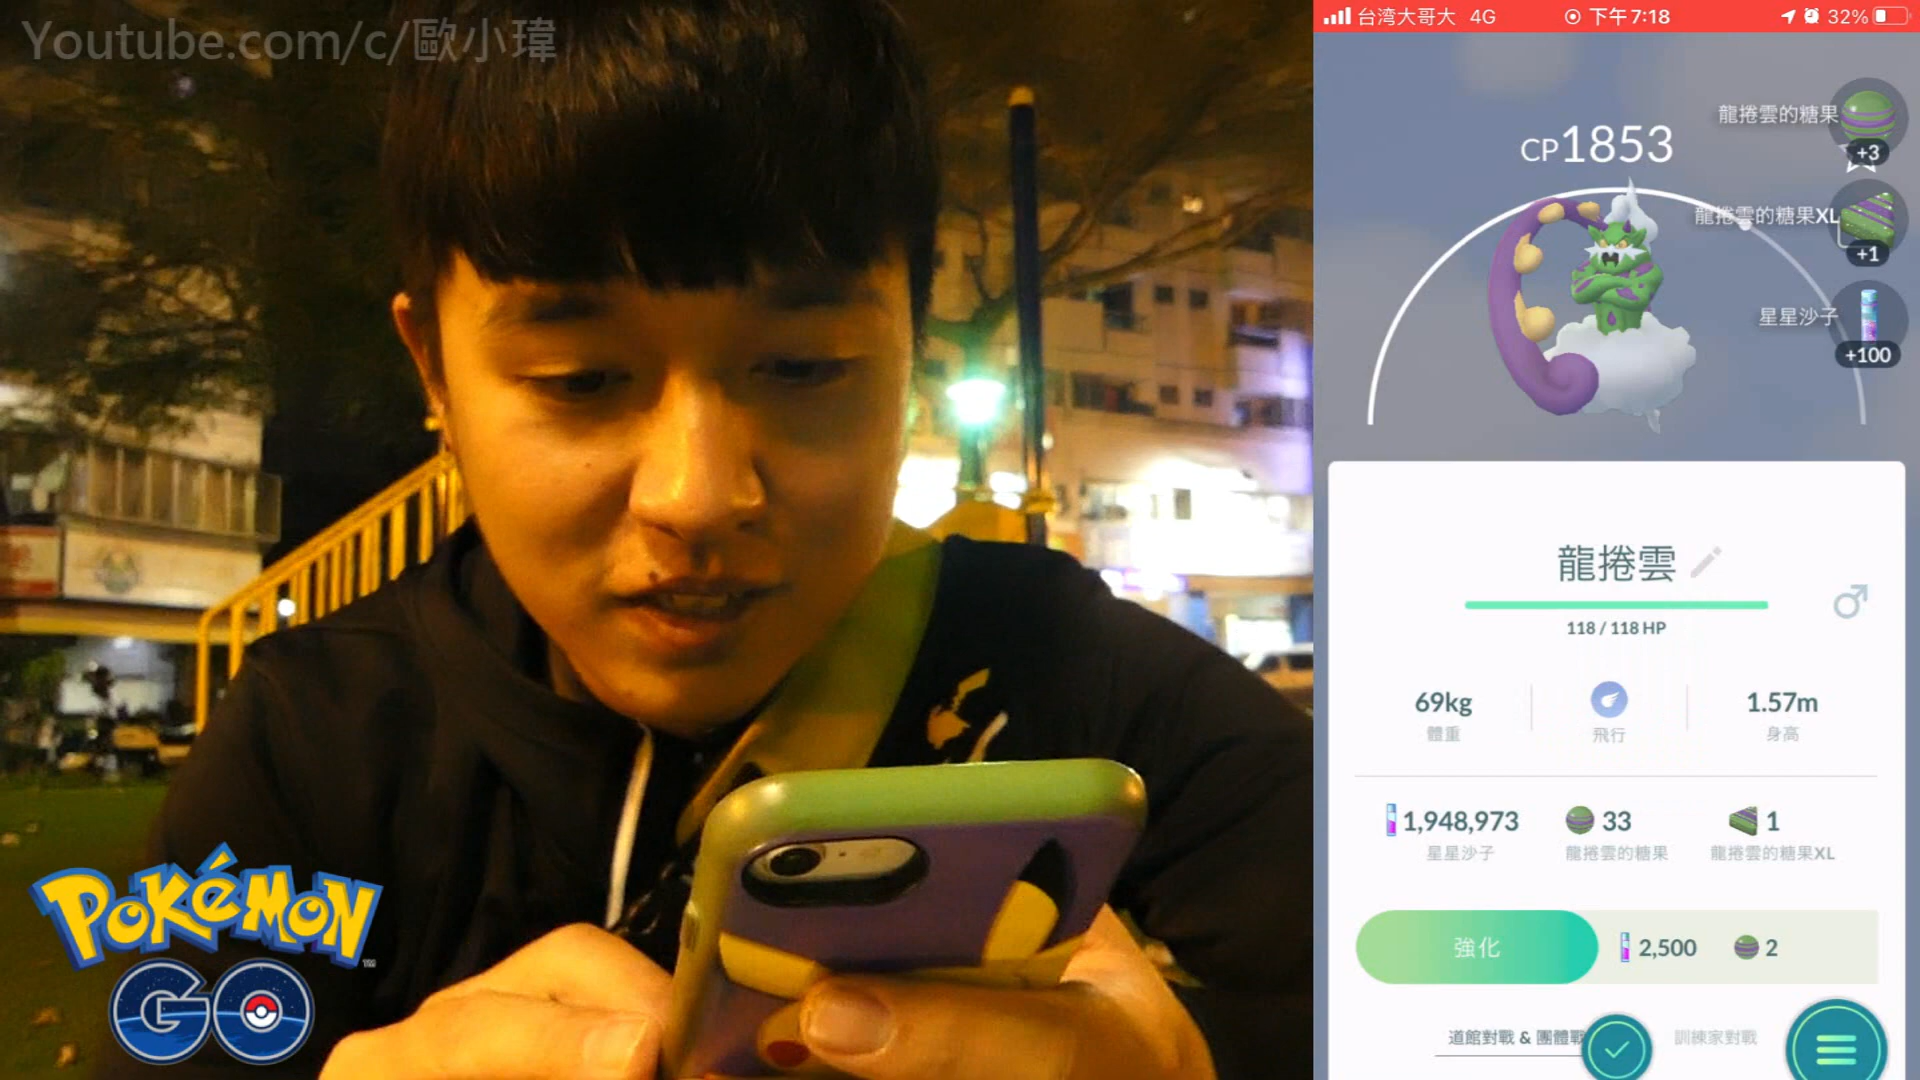 Youtube.com/c/歐小瑋
POKÉMON
GO
TM
台湾大哥大 4G 下午7:18 32%
龍捲雲的糖果
+3
CP1853
龍捲雲的糖果XL
+1
星星沙子
+100
龍捲雲
118 / 118 HP
69kg 1.57m
體重 飛行 身高
1,948,973 33 1
星星沙子 龍捲雲的糖果 龍捲雲的糖果XL
強化 2,500 2
道館對戰 & 團體戰 訓練家對戰